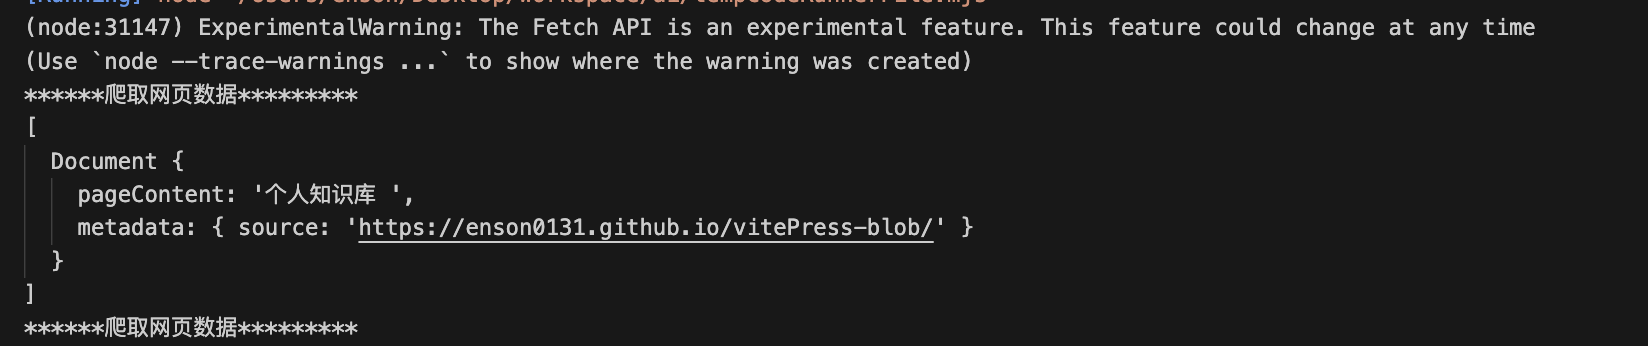 (node:31147) ExperimentalWarning: The Fetch API is an experimental feature. This feature could change at any time
(Use `node --trace-warnings ...` to show where the warning was created)
******爬取网页数据*********
[
  Document {
    pageContent: '个人知识库 ',
    metadata: { source: 'https://enson0131.github.io/vitePress-blob/' }
  }
]
******爬取网页数据*********